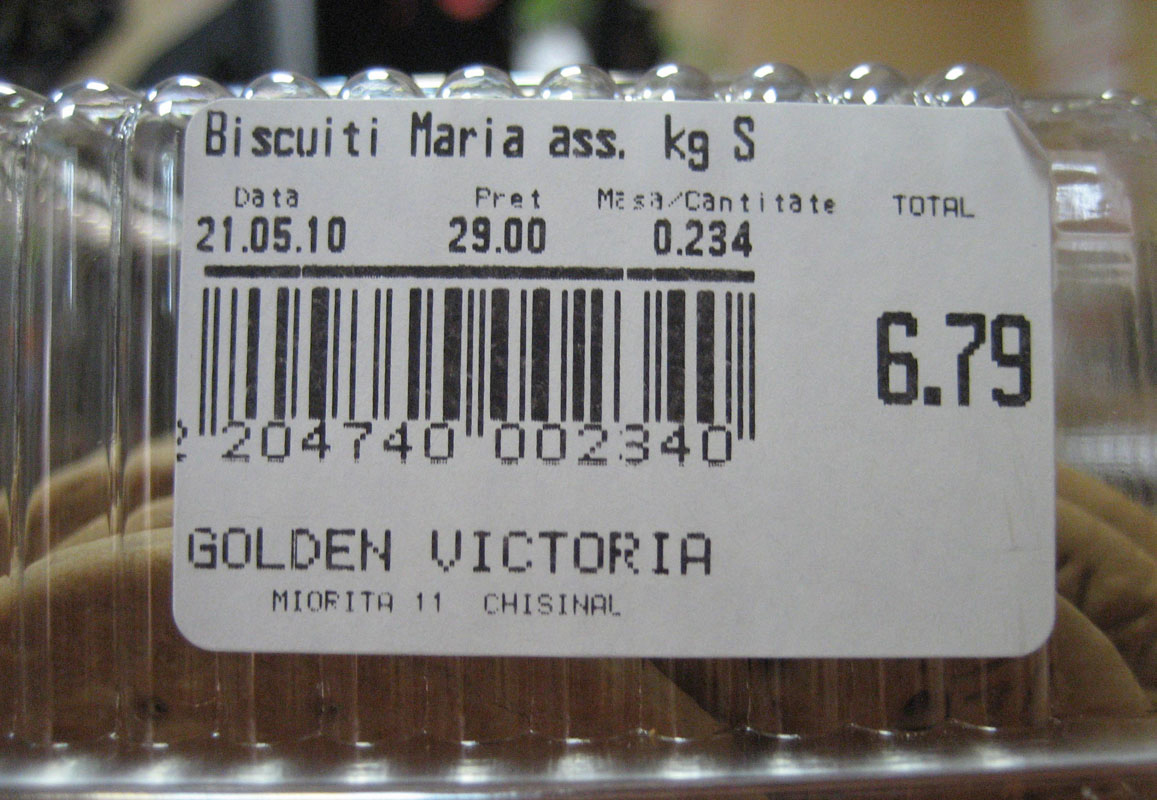 Biscuiti Maria ass. kg S
Data Pret Masa/Cantitate TOTAL
21.05.10 29.00 0.234
6.79
2 204740 002340
GOLDEN VICTORIA
MIORITA 11 CHISINAL